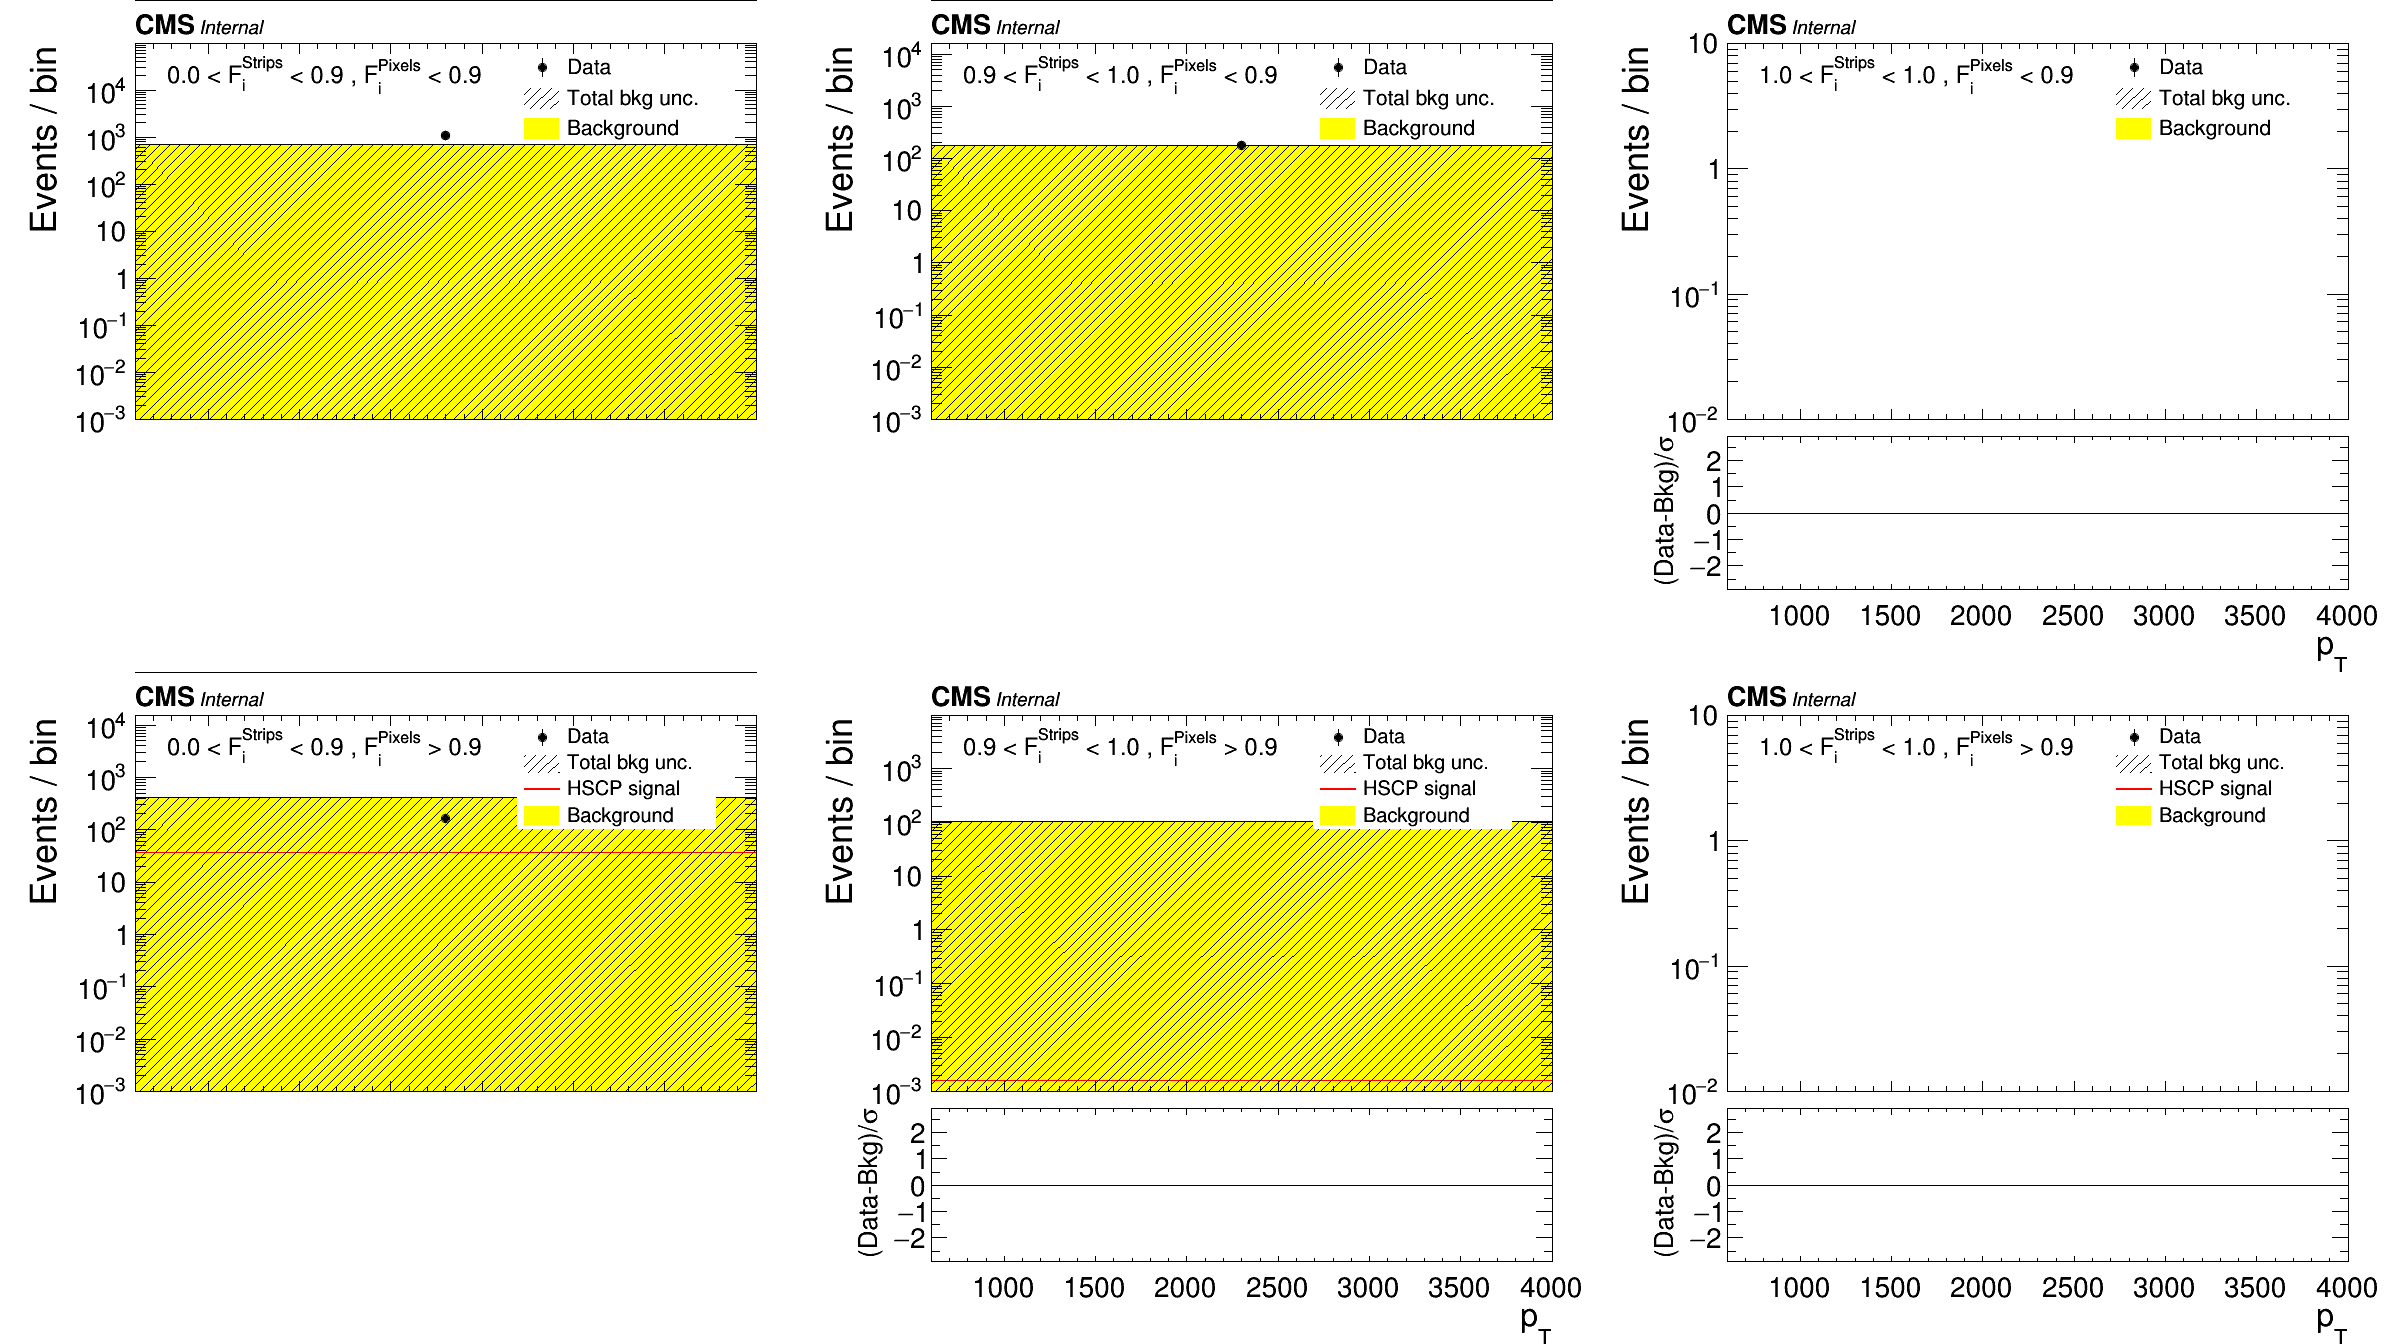 CMS Internal
Events / bin
0.0 < F_i^Strips < 0.9 , F_i^Pixels < 0.9
Data
Total bkg unc.
Background
10^4
10^3
10^2
10
1
10^−1
10^−2
10^−3
CMS Internal
Events / bin
0.9 < F_i^Strips < 1.0 , F_i^Pixels < 0.9
Data
Total bkg unc.
Background
10^4
10^3
10^2
10
1
10^−1
10^−2
10^−3
CMS Internal
Events / bin
1.0 < F_i^Strips < 1.0 , F_i^Pixels < 0.9
Data
Total bkg unc.
Background
10
1
10^−1
10^−2
(Data-Bkg)/σ
2
1
0
−1
−2
1000 1500 2000 2500 3000 3500 4000
p_T
CMS Internal
Events / bin
0.0 < F_i^Strips < 0.9 , F_i^Pixels > 0.9
Data
Total bkg unc.
HSCP signal
Background
10^4
10^3
10^2
10
1
10^−1
10^−2
10^−3
CMS Internal
Events / bin
0.9 < F_i^Strips < 1.0 , F_i^Pixels > 0.9
Data
Total bkg unc.
HSCP signal
Background
10^3
10^2
10
1
10^−1
10^−2
10^−3
(Data-Bkg)/σ
2
1
0
−1
−2
1000 1500 2000 2500 3000 3500 4000
p_T
CMS Internal
Events / bin
1.0 < F_i^Strips < 1.0 , F_i^Pixels > 0.9
Data
Total bkg unc.
HSCP signal
Background
10
1
10^−1
10^−2
(Data-Bkg)/σ
2
1
0
−1
−2
1000 1500 2000 2500 3000 3500 4000
p_T